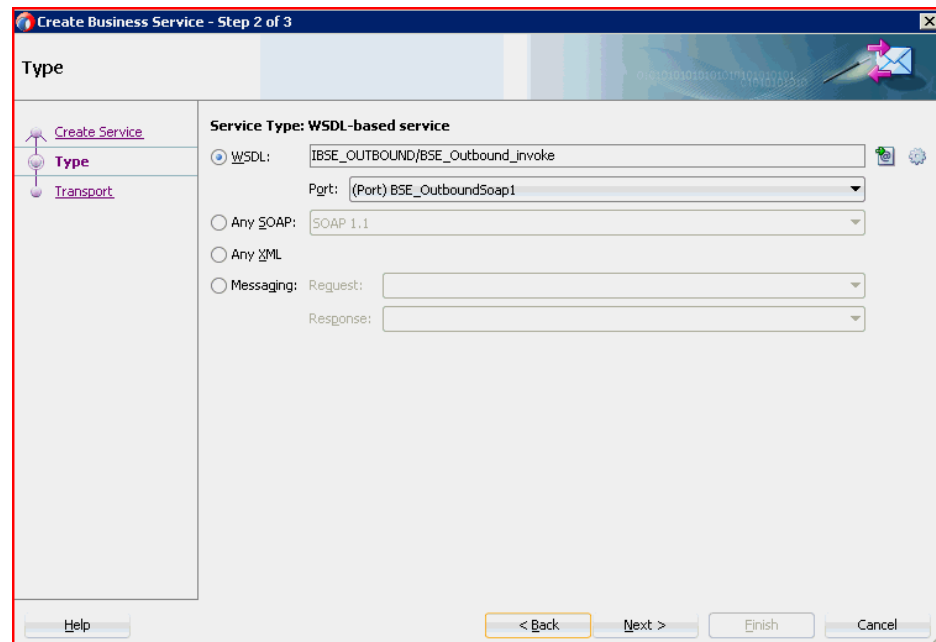 Create Business Service - Step 2 of 3
Type
Create Service
Type
Transport
Service Type: WSDL-based service
WSDL: IBSE_OUTBOUND/BSE_Outbound_invoke
Port: (Port) BSE_OutboundSoap1
Any SOAP: SOAP 1.1
Any XML
Messaging: Request:
Response:
Help < Back Next > Finish Cancel